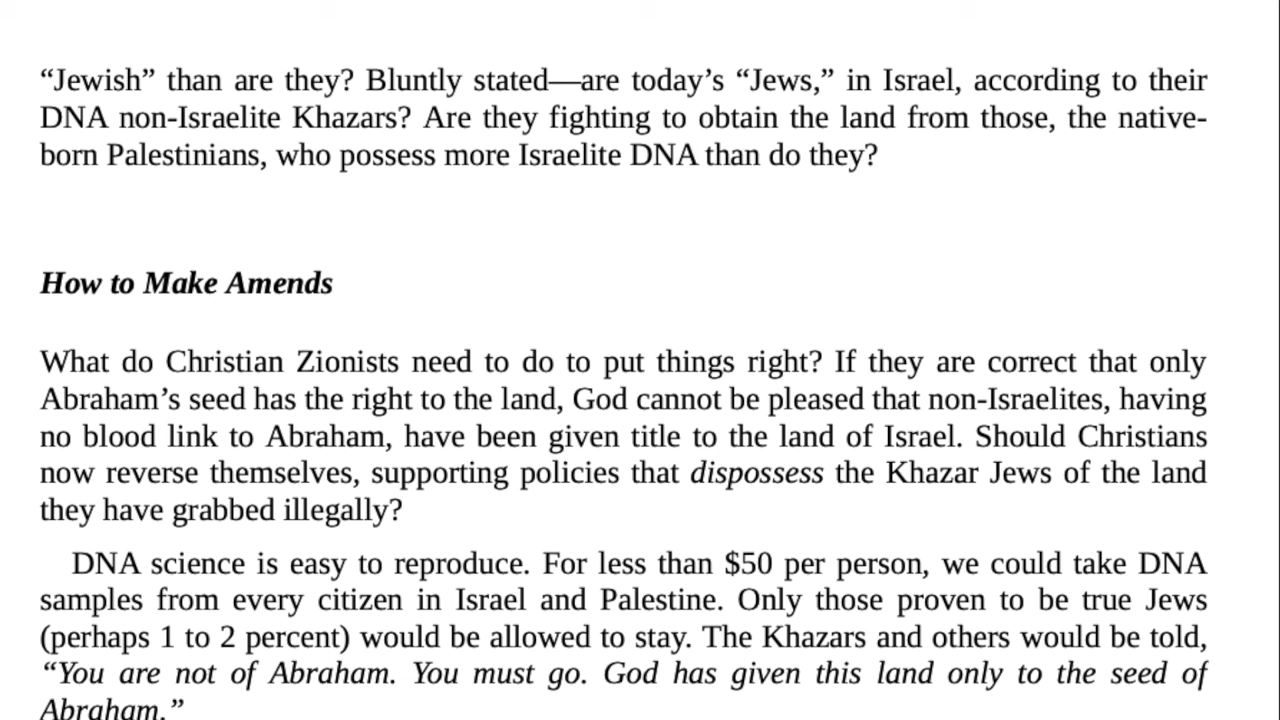 “Jewish” than are they? Bluntly stated—are today’s “Jews,” in Israel, according to their
DNA non-Israelite Khazars? Are they fighting to obtain the land from those, the native-
born Palestinians, who possess more Israelite DNA than do they?
How to Make Amends
What do Christian Zionists need to do to put things right? If they are correct that only
Abraham’s seed has the right to the land, God cannot be pleased that non-Israelites, having
no blood link to Abraham, have been given title to the land of Israel. Should Christians
now reverse themselves, supporting policies that dispossess the Khazar Jews of the land
they have grabbed illegally?
DNA science is easy to reproduce. For less than $50 per person, we could take DNA
samples from every citizen in Israel and Palestine. Only those proven to be true Jews
(perhaps 1 to 2 percent) would be allowed to stay. The Khazars and others would be told,
“You are not of Abraham. You must go. God has given this land only to the seed of
Abraham.”